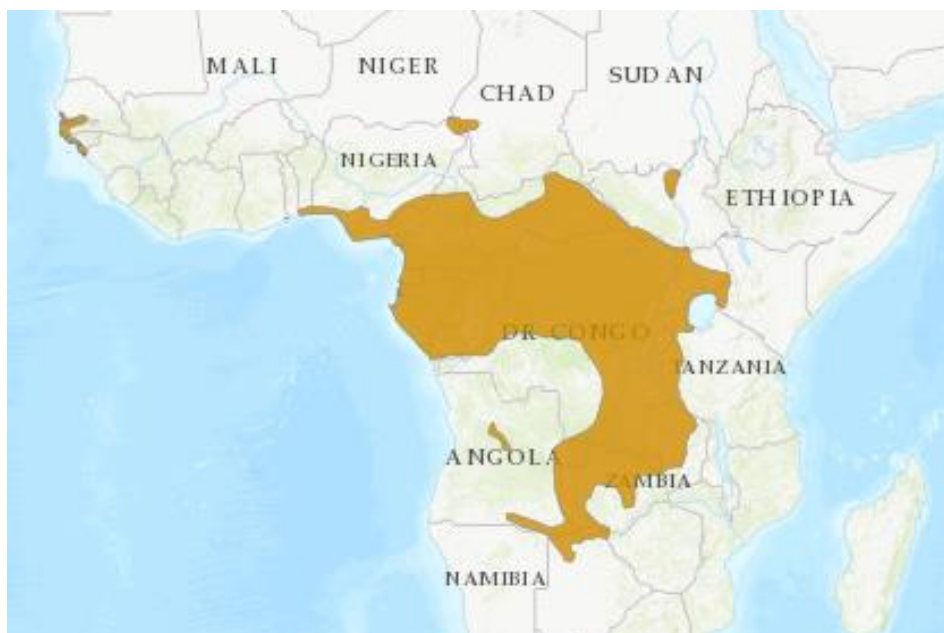 MALI
NIGER
CHAD
SUDAN
NIGERIA
ETHIOPIA
DR CONGO
TANZANIA
ANGOLA
ZAMBIA
NAMIBIA